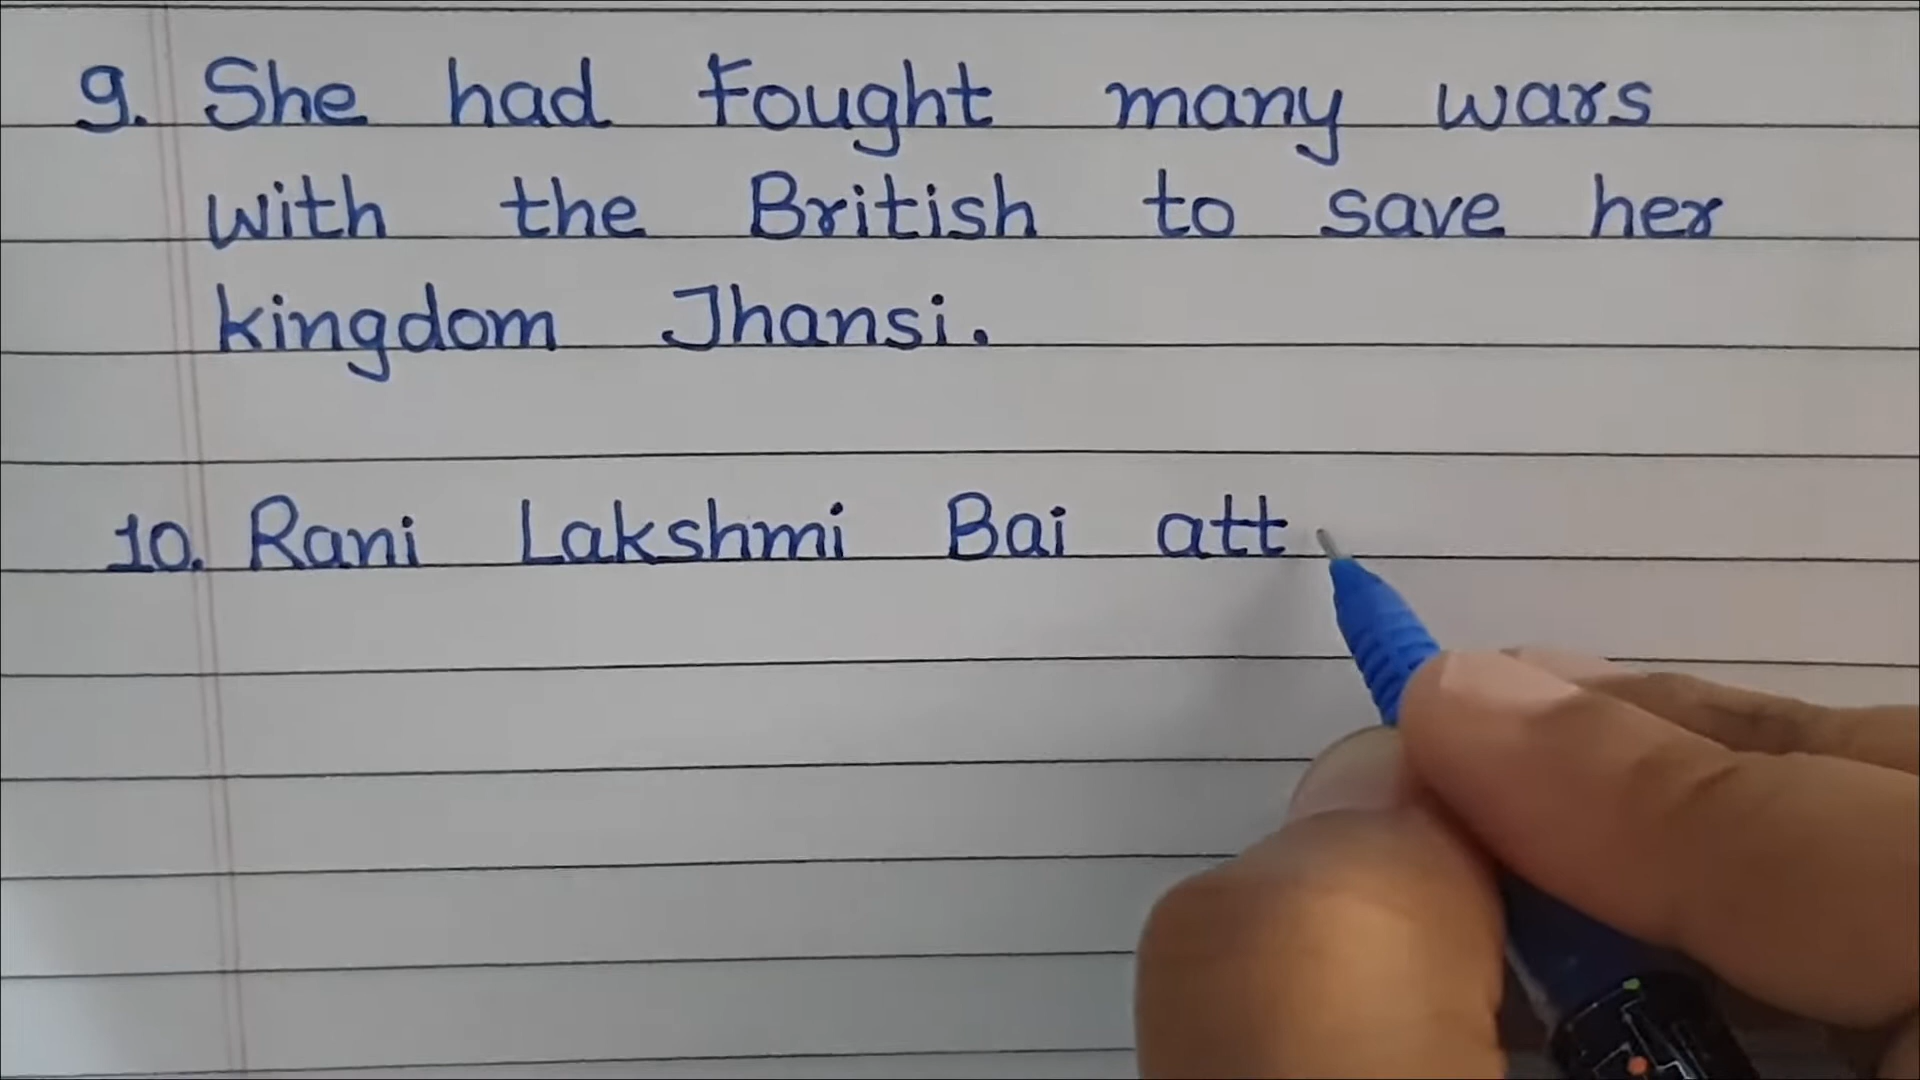 9. She had Fought many wars
with the British to save her
kingdom Jhansi.
10. Rani Lakshmi Bai att